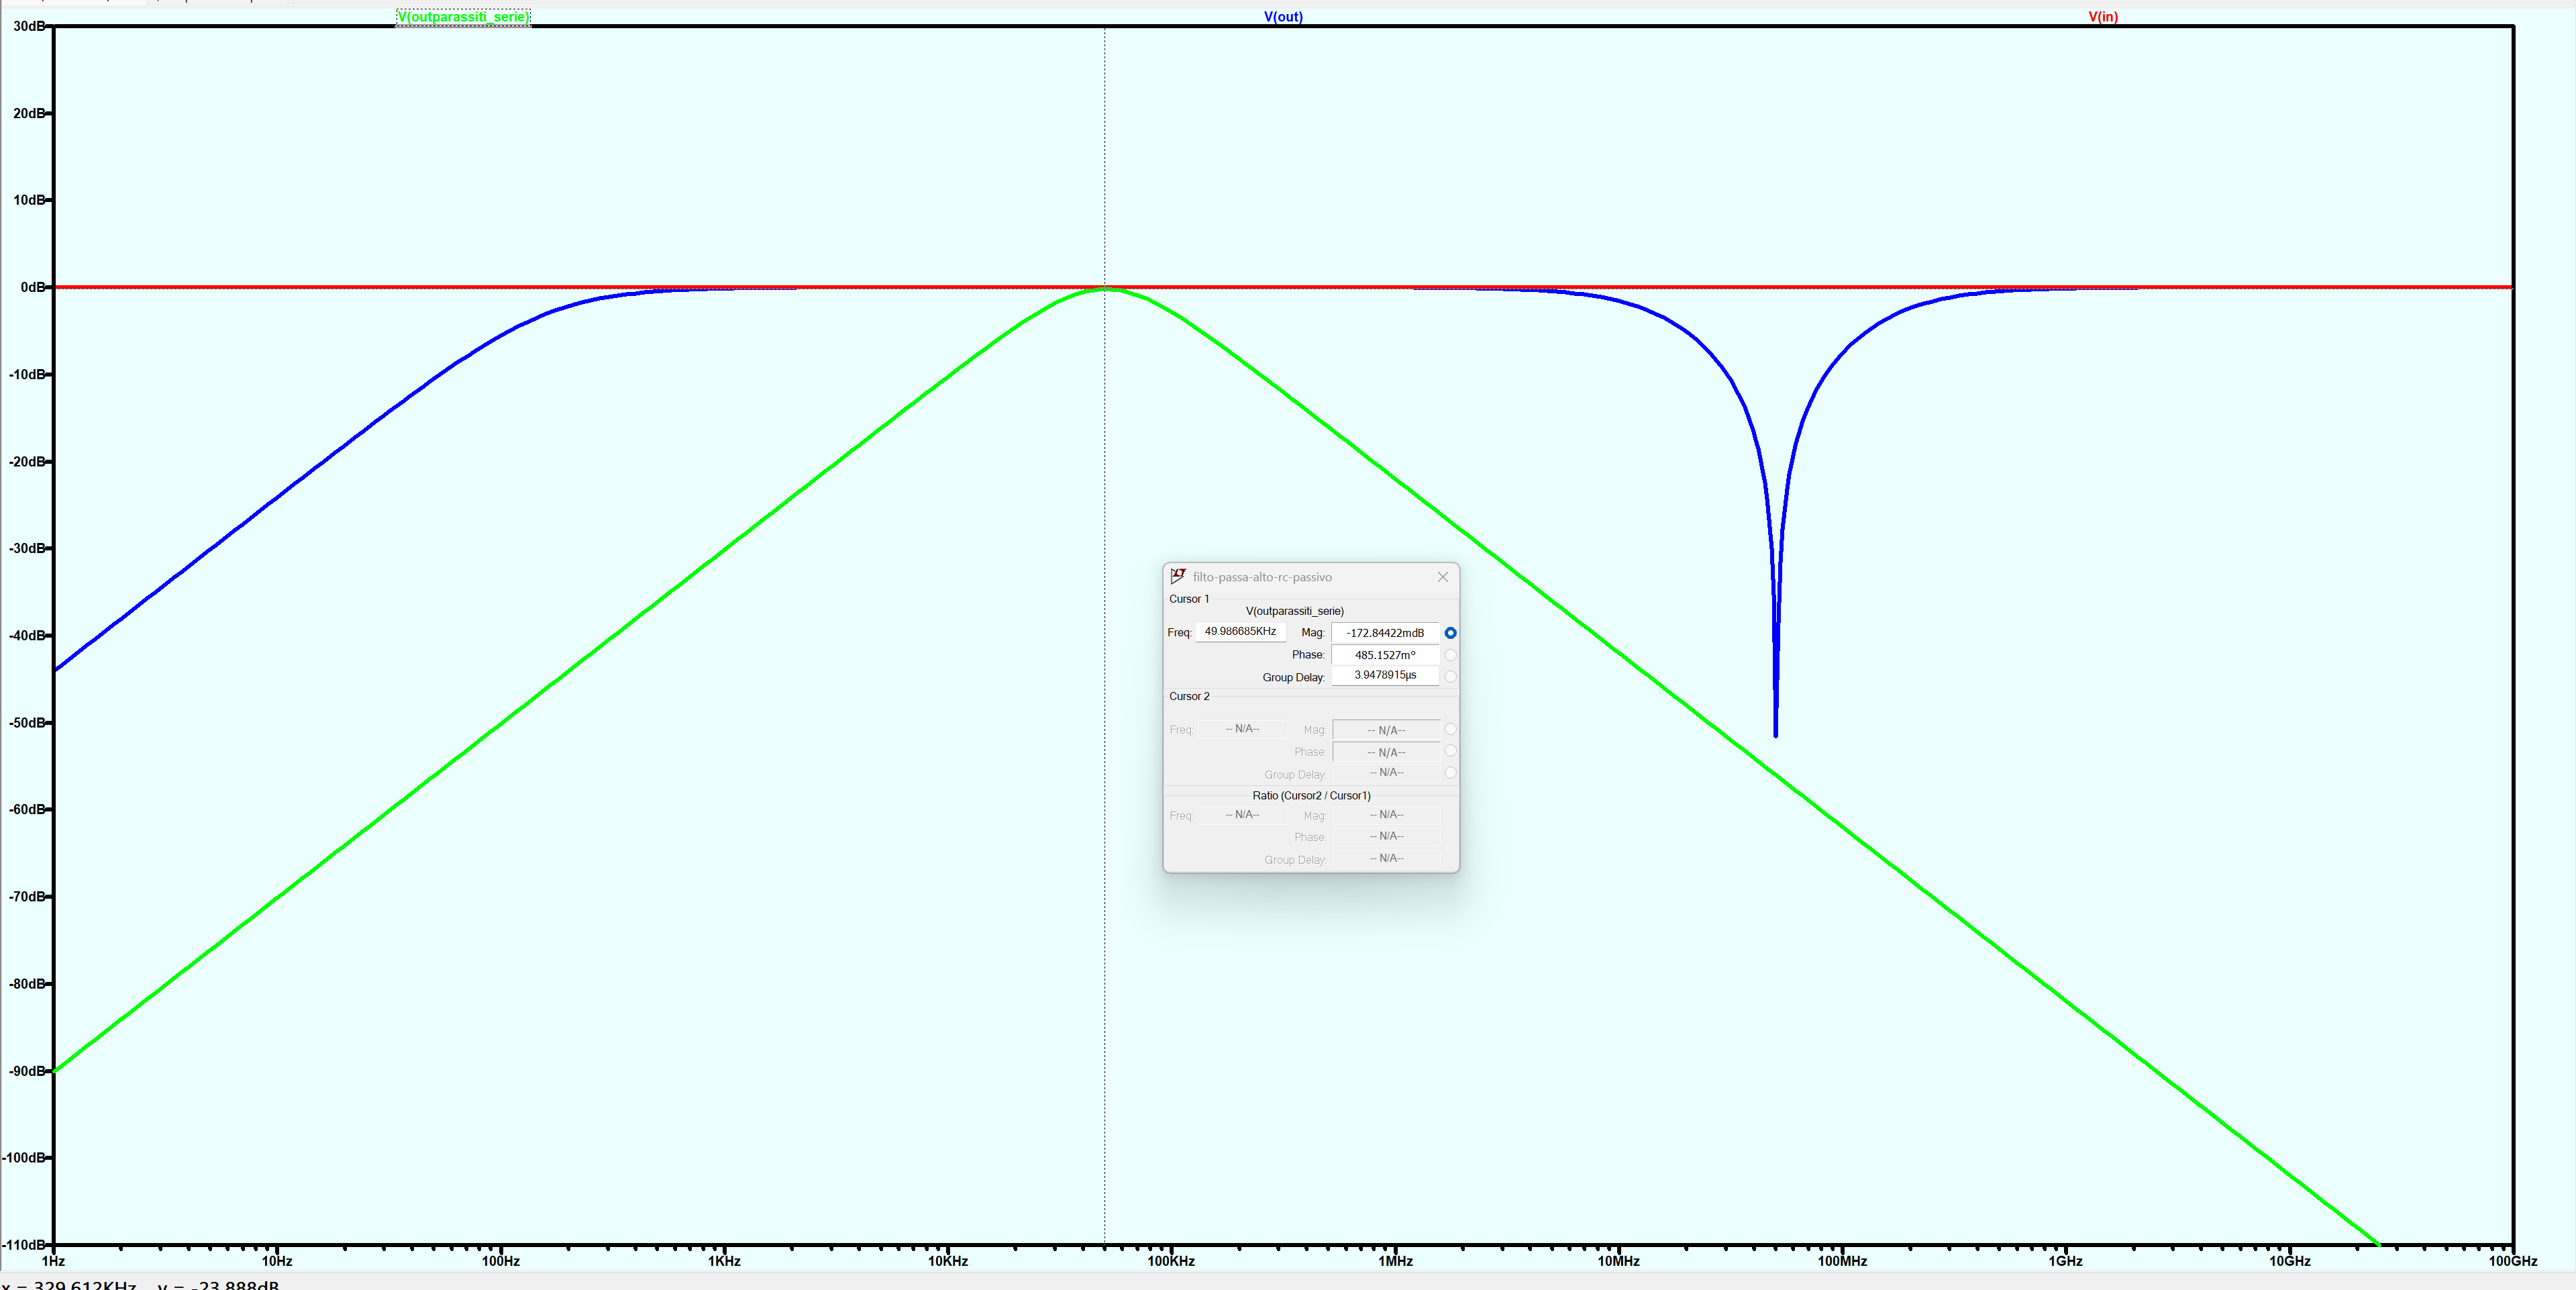 V(outparassiti_serie) V(out) V(in)
30dB
20dB
10dB
0dB
-10dB
-20dB
-30dB
-40dB
-50dB
-60dB
-70dB
-80dB
-90dB
-100dB
-110dB
1Hz 10Hz 100Hz 1KHz 10KHz 100KHz 1MHz 10MHz 100MHz 1GHz 10GHz 100GHz
filto-passa-alto-rc-passivo
Cursor 1
V(outparassiti_serie)
Freq: 49.986685KHz Mag: -172.84422mdB
Phase: 485.1527m°
Group Delay: 3.9478915µs
Cursor 2
Freq: -- N/A-- Mag: -- N/A--
Phase: -- N/A--
Group Delay: -- N/A--
Ratio (Cursor2 / Cursor1)
Freq: -- N/A-- Mag: -- N/A--
Phase: -- N/A--
Group Delay: -- N/A--
x = 329.612KHz y = -23.888dB